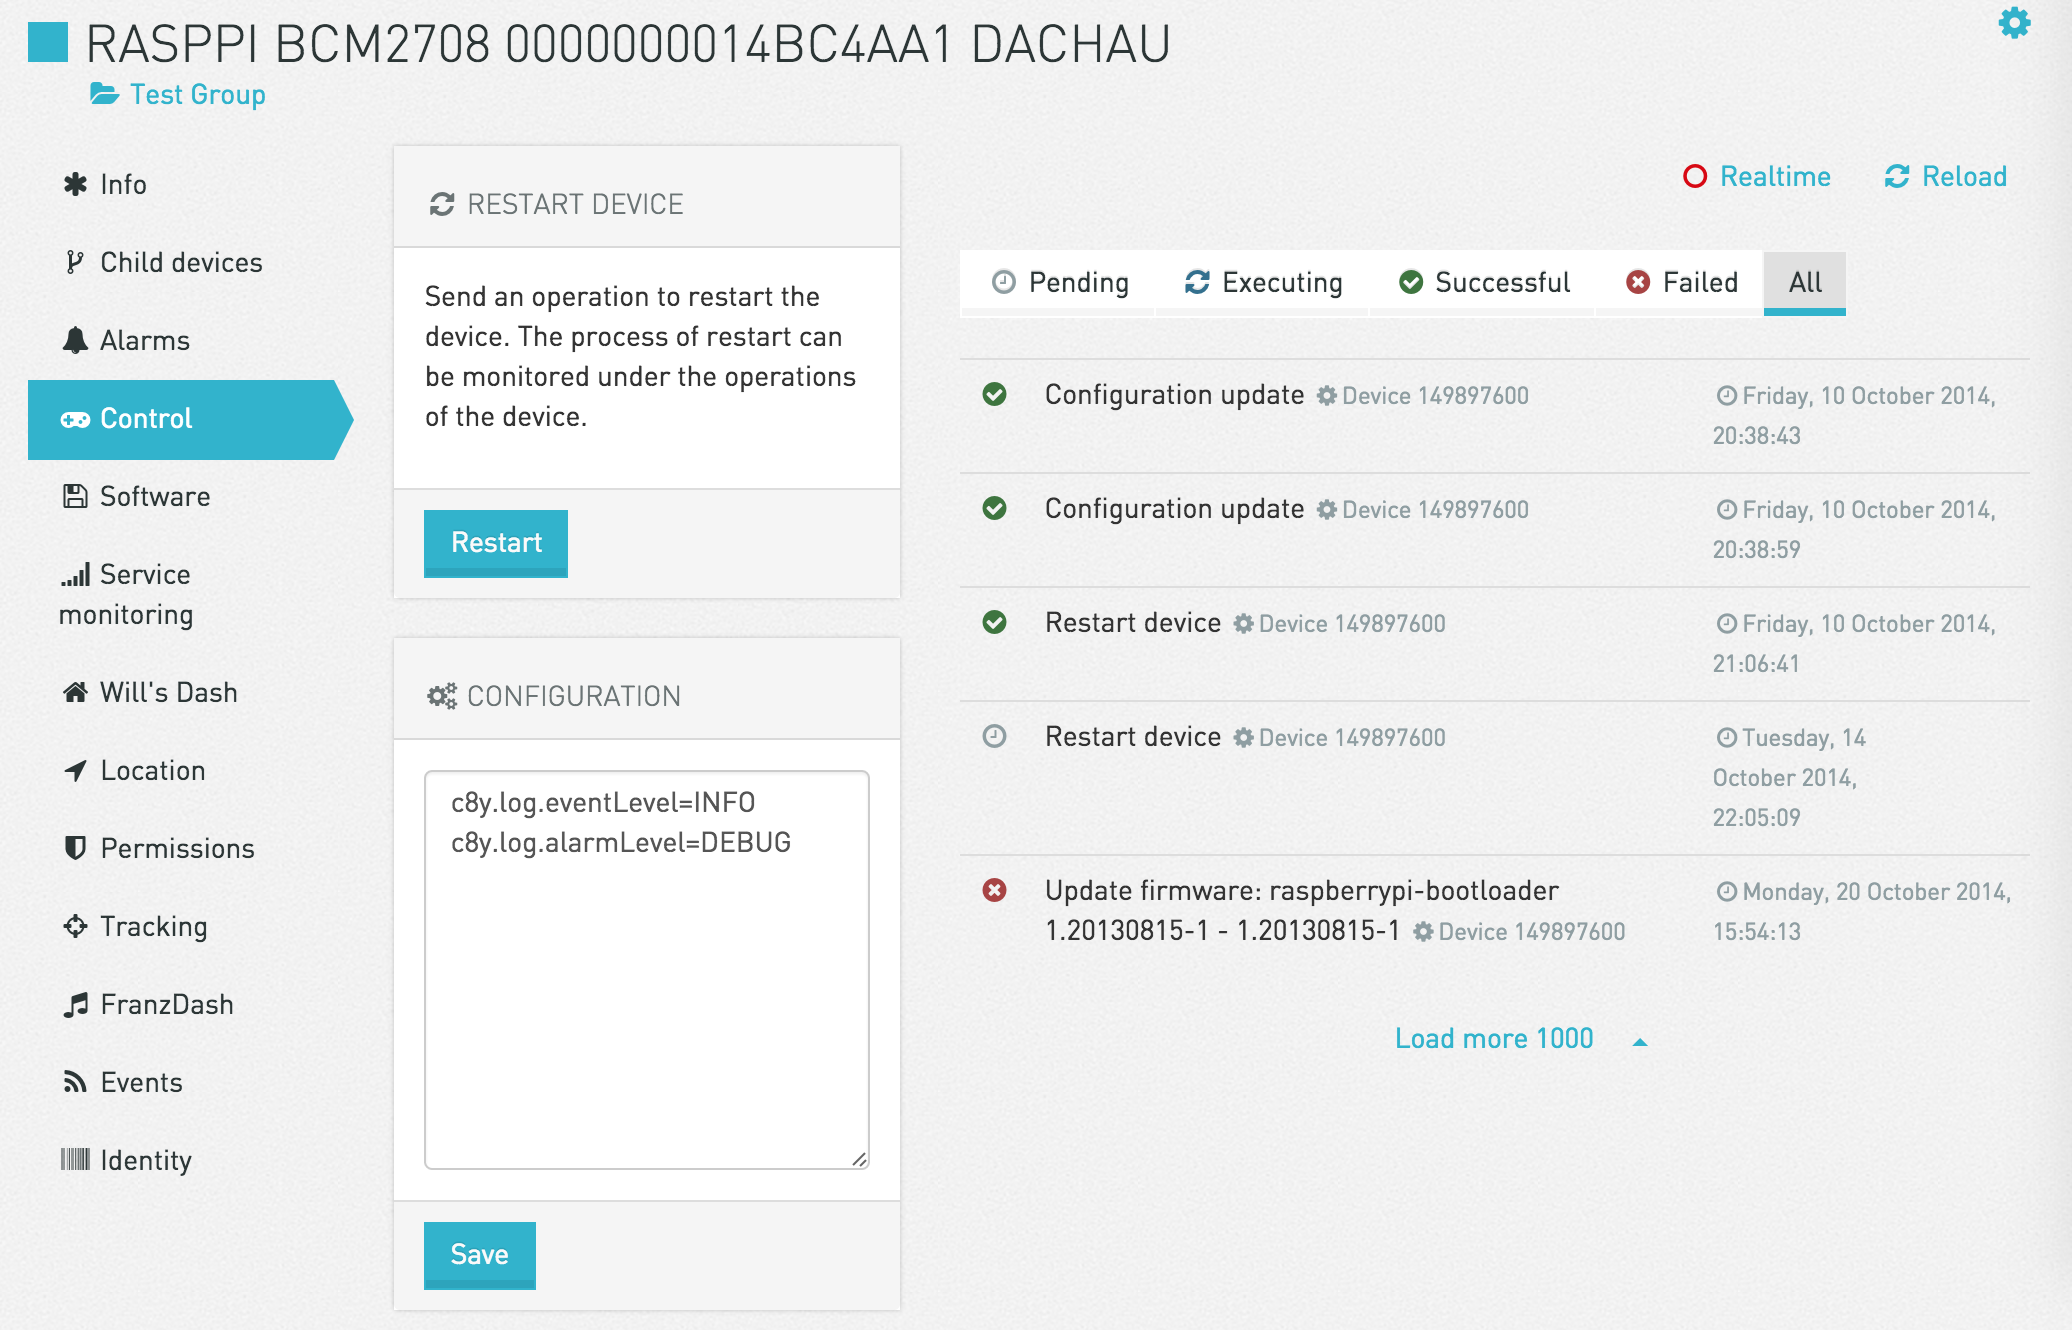 RASPPI BCM2708 0000000014BC4AA1 DACHAU
Test Group
Info
Child devices
Alarms
Control
Software
Service
monitoring
Will's Dash
Location
Permissions
Tracking
FranzDash
Events
Identity
RESTART DEVICE
Send an operation to restart the
device. The process of restart can
be monitored under the operations
of the device.
Restart
CONFIGURATION
c8y.log.eventLevel=INFO
c8y.log.alarmLevel=DEBUG
Save
Realtime Reload
Pending Executing Successful Failed All
Configuration update Device 149897600 Friday, 10 October 2014,
20:38:43
Configuration update Device 149897600 Friday, 10 October 2014,
20:38:59
Restart device Device 149897600 Friday, 10 October 2014,
21:06:41
Restart device Device 149897600 Tuesday, 14
October 2014,
22:05:09
Update firmware: raspberrypi-bootloader Monday, 20 October 2014,
1.20130815-1 - 1.20130815-1 Device 149897600 15:54:13
Load more 1000